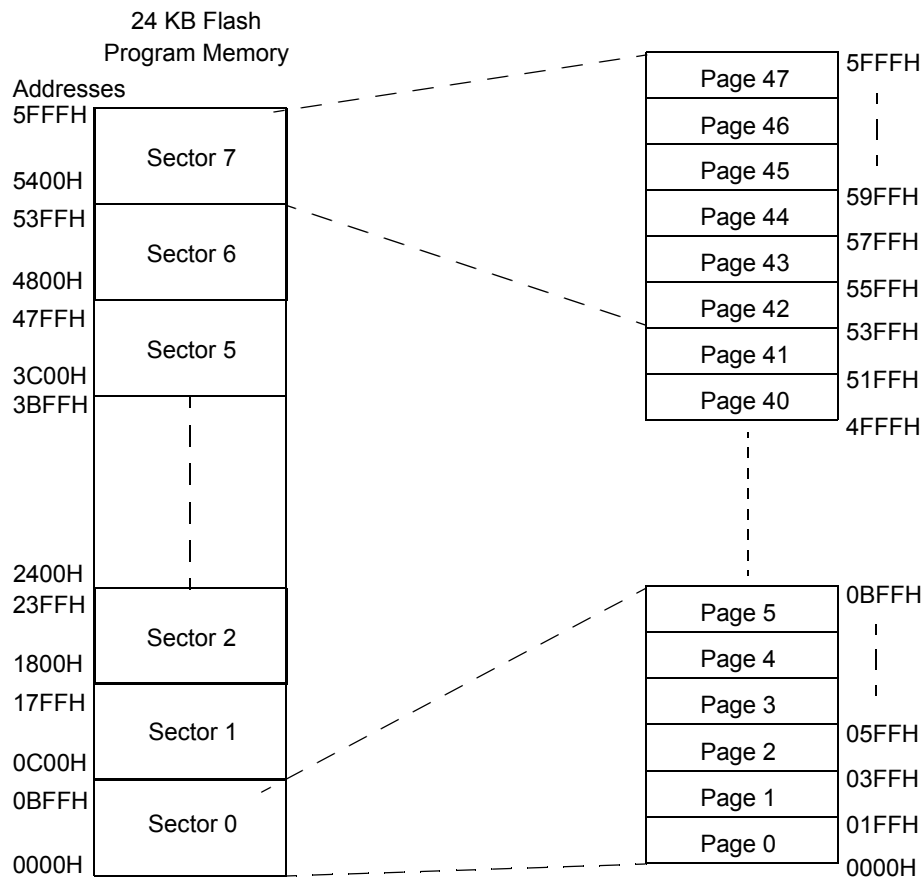 24 KB Flash
Program Memory
Addresses
5FFFH
Sector 7
5400H
53FFH
Sector 6
4800H
47FFH
Sector 5
3C00H
3BFFH
2400H
23FFH
Sector 2
1800H
17FFH
Sector 1
0C00H
0BFFH
Sector 0
0000H
Page 47
5FFFH
Page 46
Page 45
59FFH
Page 44
57FFH
Page 43
55FFH
Page 42
53FFH
Page 41
51FFH
Page 40
4FFFH
Page 5
0BFFH
Page 4
Page 3
05FFH
Page 2
03FFH
Page 1
01FFH
Page 0
0000H